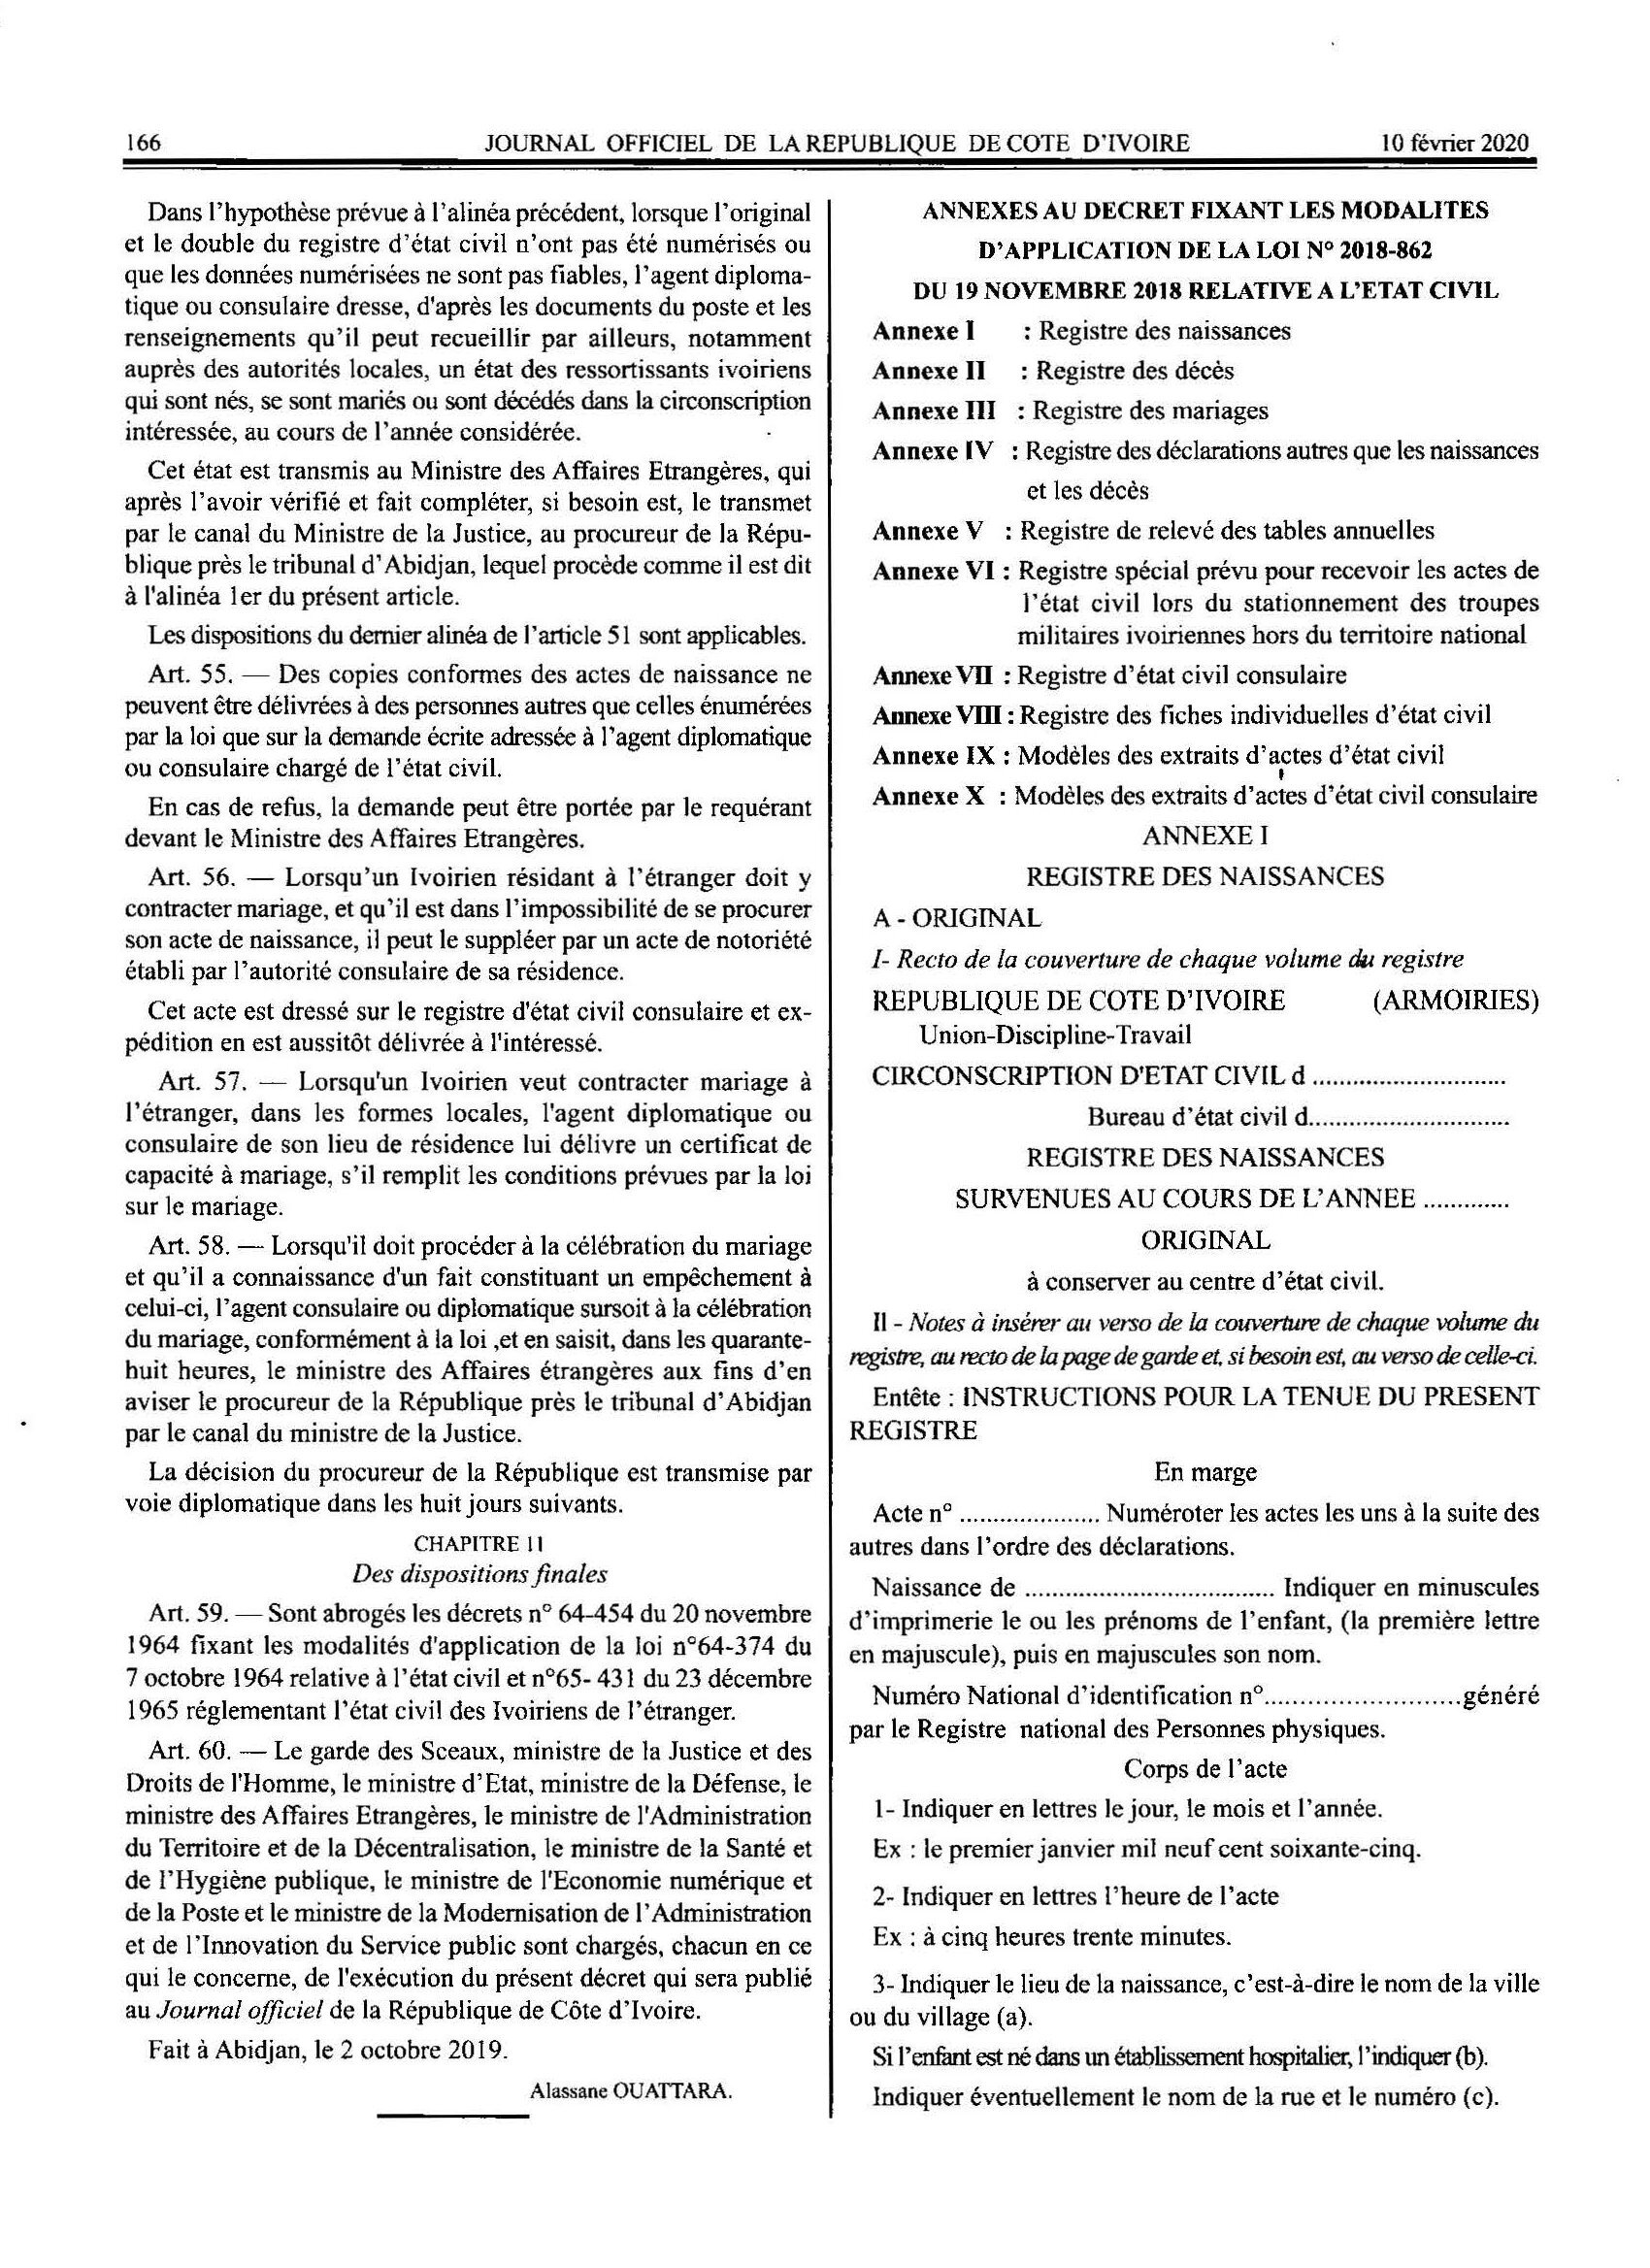 166 JOURNAL OFFICIEL DE LA REPUBLIQUE DE COTE D'IVOIRE 10 février 2020
Dans l'hypothèse prévue à l'alinéa précédent, lorsque l'original
et le double du registre d'état civil n'ont pas été numérisés ou
que les données numérisées ne sont pas fiables, l'agent diploma-
tique ou consulaire dresse, d'après les documents du poste et les
renseignements qu'il peut recueillir par ailleurs, notamment
auprès des autorités locales, un état des ressortissants ivoiriens
qui sont nés, se sont mariés ou sont décédés dans la circonscription
intéressée, au cours de l'année considérée.
Cet état est transmis au Ministre des Affaires Etrangères, qui
après l'avoir vérifié et fait compléter, si besoin est, le transmet
par le canal du Ministre de la Justice, au procureur de la Répu-
blique près le tribunal d'Abidjan, lequel procède comme il est dit
à l'alinéa 1er du présent article.
Les dispositions du dernier alinéa de l'article 51 sont applicables.
Art. 55. — Des copies conformes des actes de naissance ne
peuvent être délivrées à des personnes autres que celles énumérées
par la loi que sur la demande écrite adressée à l'agent diplomatique
ou consulaire chargé de l'état civil.
En cas de refus, la demande peut être portée par le requérant
devant le Ministre des Affaires Etrangères.
Art. 56. — Lorsqu'un Ivoirien résidant à l'étranger doit y
contracter mariage, et qu'il est dans l'impossibilité de se procurer
son acte de naissance, il peut le suppléer par un acte de notoriété
établi par l'autorité consulaire de sa résidence.
Cet acte est dressé sur le registre d'état civil consulaire et ex-
pédition en est aussitôt délivrée à l'intéressé.
Art. 57. — Lorsqu'un Ivoirien veut contracter mariage à
l'étranger, dans les formes locales, l'agent diplomatique ou
consulaire de son lieu de résidence lui délivre un certificat de
capacité à mariage, s'il remplit les conditions prévues par la loi
sur le mariage.
Art. 58. — Lorsqu'il doit procéder à la célébration du mariage
et qu'il a connaissance d'un fait constituant un empêchement à
celui-ci, l'agent consulaire ou diplomatique sursoit à la célébration
du mariage, conformément à la loi ,et en saisit, dans les quarante-
huit heures, le ministre des Affaires étrangères aux fins d'en
aviser le procureur de la République près le tribunal d'Abidjan
par le canal du ministre de la Justice.
La décision du procureur de la République est transmise par
voie diplomatique dans les huit jours suivants.
CHAPITRE 11
Des dispositions finales
Art. 59. — Sont abrogés les décrets n° 64-454 du 20 novembre
1964 fixant les modalités d'application de la loi n°64-374 du
7 octobre 1964 relative à l'état civil et n°65- 431 du 23 décembre
1965 réglementant l'état civil des Ivoiriens de l'étranger.
Art. 60. — Le garde des Sceaux, ministre de la Justice et des
Droits de l'Homme, le ministre d'Etat, ministre de la Défense, le
ministre des Affaires Etrangères, le ministre de l'Administration
du Territoire et de la Décentralisation, le ministre de la Santé et
de l'Hygiène publique, le ministre de l'Economie numérique et
de la Poste et le ministre de la Modernisation de l'Administration
et de l'Innovation du Service public sont chargés, chacun en ce
qui le concerne, de l'exécution du présent décret qui sera publié
au Journal officiel de la République de Côte d'Ivoire.
Fait à Abidjan, le 2 octobre 2019.
Alassane OUATTARA.
ANNEXES AU DECRET FIXANT LES MODALITES
D'APPLICATION DE LA LOI N° 2018-862
DU 19 NOVEMBRE 2018 RELATIVE A L'ETAT CIVIL
Annexe I : Registre des naissances
Annexe II : Registre des décès
Annexe III : Registre des mariages
Annexe IV : Registre des déclarations autres que les naissances
et les décès
Annexe V : Registre de relevé des tables annuelles
Annexe VI : Registre spécial prévu pour recevoir les actes de
l'état civil lors du stationnement des troupes
militaires ivoiriennes hors du territoire national
Annexe VII : Registre d'état civil consulaire
Annexe VIII : Registre des fiches individuelles d'état civil
Annexe IX : Modèles des extraits d'actes d'état civil
Annexe X : Modèles des extraits d'actes d'état civil consulaire
ANNEXE I
REGISTRE DES NAISSANCES
A - ORIGINAL
I- Recto de la couverture de chaque volume du registre
REPUBLIQUE DE COTE D'IVOIRE (ARMOIRIES)
Union-Discipline-Travail
CIRCONSCRIPTION D'ETAT CIVIL d .............................
Bureau d'état civil d..............................
REGISTRE DES NAISSANCES
SURVENUES AU COURS DE L'ANNEE .............
ORIGINAL
à conserver au centre d'état civil.
II - Notes à insérer au verso de la couverture de chaque volume du
registre, au recto de la page de garde et, si besoin est, au verso de celle-ci.
Entête : INSTRUCTIONS POUR LA TENUE DU PRESENT
REGISTRE
En marge
Acte n° ..................... Numéroter les actes les uns à la suite des
autres dans l'ordre des déclarations.
Naissance de ..................................... Indiquer en minuscules
d'imprimerie le ou les prénoms de l'enfant, (la première lettre
en majuscule), puis en majuscules son nom.
Numéro National d'identification n°.............................généré
par le Registre national des Personnes physiques.
Corps de l'acte
1- Indiquer en lettres le jour, le mois et l'année.
Ex : le premier janvier mil neuf cent soixante-cinq.
2- Indiquer en lettres l'heure de l'acte
Ex : à cinq heures trente minutes.
3- Indiquer le lieu de la naissance, c'est-à-dire le nom de la ville
ou du village (a).
Si l'enfant est né dans un établissement hospitalier, l'indiquer (b).
Indiquer éventuellement le nom de la rue et le numéro (c).